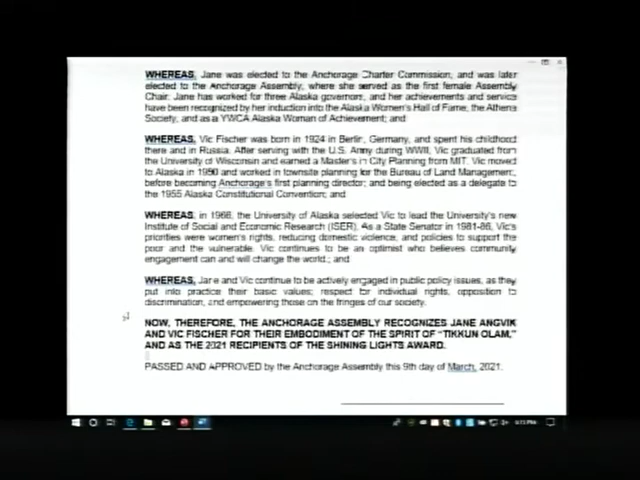 WHEREAS, Jane was elected to the Anchorage Charter Commission, and was later
elected to the Anchorage Assembly, where she served as the first female Assembly
Chair. Jane has worked for three Alaska governors, and her achievements and service
have been recognized by her induction into the Alaska Women's Hall of Fame, the Athena
Society, and as a YWCA Alaska Woman of Achievement; and
WHEREAS, Vic Fischer was born in 1924 in Berlin, Germany, and spent his childhood
there and in Russia. After serving with the U.S. Army during WWII, Vic graduated from
the University of Wisconsin and earned a Master's in City Planning from MIT. Vic moved
to Alaska in 1950 and worked in townsite planning for the Bureau of Land Management,
before becoming Anchorage's first planning director; and being elected as a delegate to
the 1955 Alaska Constitutional Convention; and
WHEREAS, in 1966, the University of Alaska selected Vic to lead the University's new
Institute of Social and Economic Research (ISER). As a State Senator in 1981-86, Vic's
priorities were women's rights, reducing domestic violence, and policies to support the
poor and the vulnerable. Vic continues to be an optimist who believes community
engagement can and will change the world.; and
WHEREAS, Jane and Vic continue to be actively engaged in public policy issues, as they
put into practice their basic values; respect for individual rights, opposition to
discrimination, and empowering those on the fringes of our society.
NOW, THEREFORE, THE ANCHORAGE ASSEMBLY RECOGNIZES JANE ANGVIK
AND VIC FISCHER FOR THEIR EMBODIMENT OF THE SPIRIT OF "TIKKUN OLAM,"
AND AS THE 2021 RECIPIENTS OF THE SHINING LIGHTS AWARD.
PASSED AND APPROVED by the Anchorage Assembly this 9th day of March, 2021.